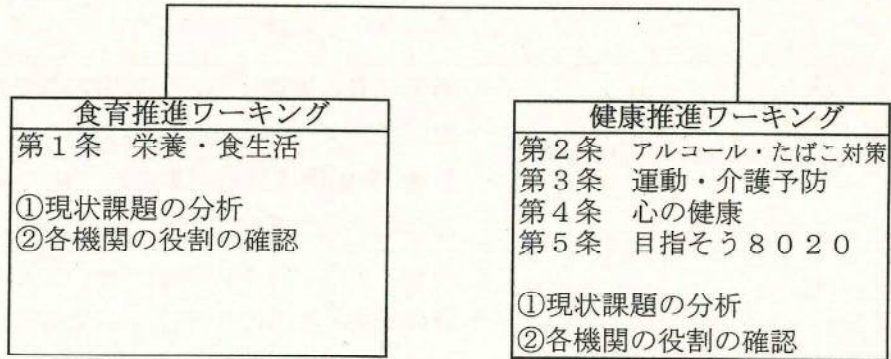 食育推進ワーキング
第1条 栄養・食生活
①現状課題の分析
②各機関の役割の確認
健康推進ワーキング
第2条 アルコール・たばこ対策
第3条 運動・介護予防
第4条 心の健康
第5条 目指そう8020
①現状課題の分析
②各機関の役割の確認